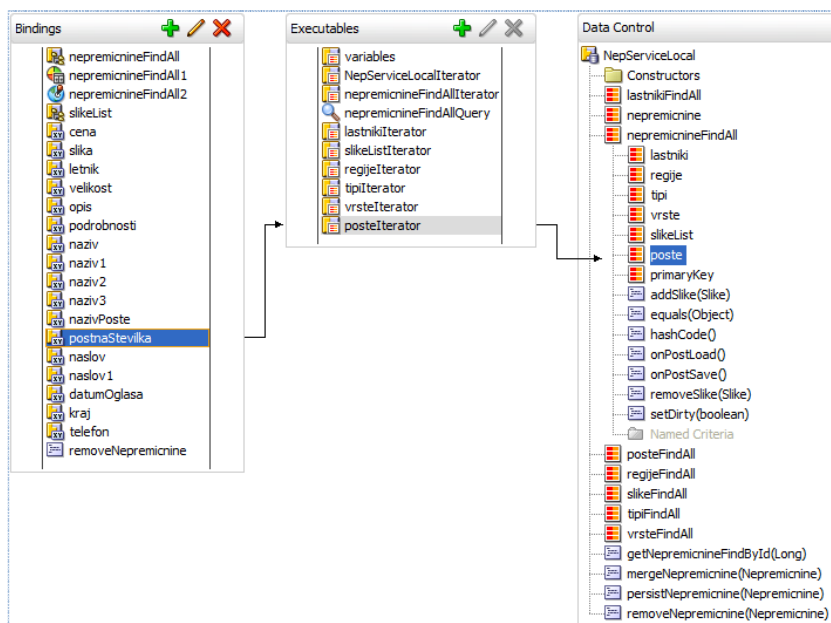 Bindings
nepremicnineFindAll
nepremicnineFindAll1
nepremicnineFindAll2
slikeList
cena
slika
letnik
velikost
opis
podrobnosti
naziv
naziv1
naziv2
naziv3
nazivPoste
postnaStevilka
naslov
naslov1
datumOglasa
kraj
telefon
removeNepremicnine
Executables
variables
NepServiceLocalIterator
nepremicnineFindAllIterator
nepremicnineFindAllQuery
lastnikiIterator
slikeListIterator
regijeIterator
tipiIterator
vrsteIterator
posteIterator
Data Control
NepServiceLocal
Constructors
lastnikiFindAll
nepremicnine
nepremicnineFindAll
lastniki
regije
tipi
vrste
slikeList
poste
primaryKey
addSlike(Slike)
equals(Object)
hashCode()
onPostLoad()
onPostSave()
removeSlike(Slike)
setDirty(boolean)
Named Criteria
posteFindAll
regijeFindAll
slikeFindAll
tipiFindAll
vrsteFindAll
getNepremicnineFindById(Long)
mergeNepremicnine(Nepremicnine)
persistNepremicnine(Nepremicnine)
removeNepremicnine(Nepremicnine)